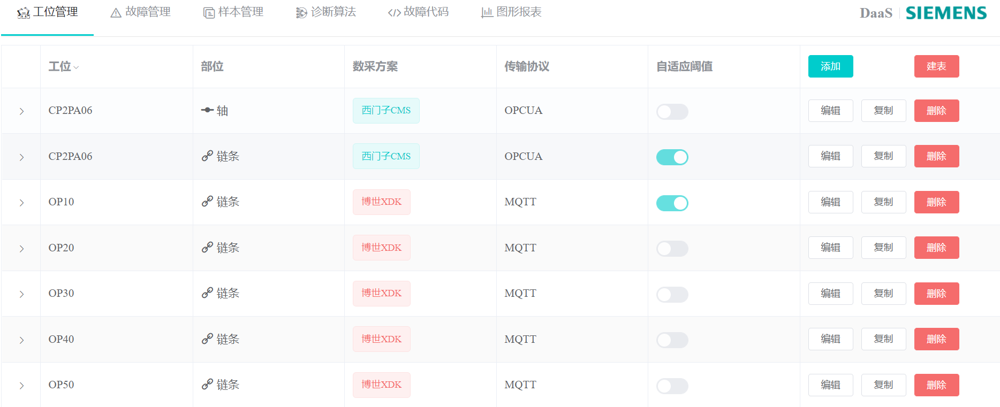 工位管理 故障管理 样本管理 诊断算法 故障代码 图形报表 DaaS SIEMENS
工位 部位 数采方案 传输协议 自适应阈值 添加 建表
CP2PA06 轴 西门子CMS OPCUA 编辑 复制 删除
CP2PA06 链条 西门子CMS OPCUA 编辑 复制 删除
OP10 链条 博世XDK MQTT 编辑 复制 删除
OP20 链条 博世XDK MQTT 编辑 复制 删除
OP30 链条 博世XDK MQTT 编辑 复制 删除
OP40 链条 博世XDK MQTT 编辑 复制 删除
OP50 链条 博世XDK MQTT 编辑 复制 删除